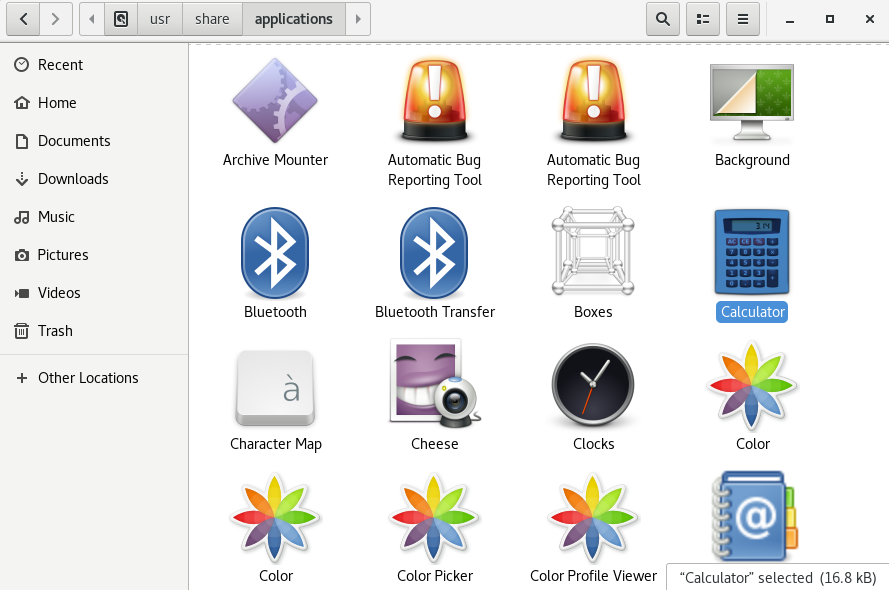 usr
share
applications
Recent
Home
Documents
Downloads
Music
Pictures
Videos
Trash
Other Locations
Archive Mounter
Automatic Bug
Reporting Tool
Automatic Bug
Reporting Tool
Background
Bluetooth
Bluetooth Transfer
Boxes
3.14
Calculator
à
Character Map
Cheese
Clocks
Color
Color
Color Picker
Color Profile Viewer
@
“Calculator” selected (16.8 kB)